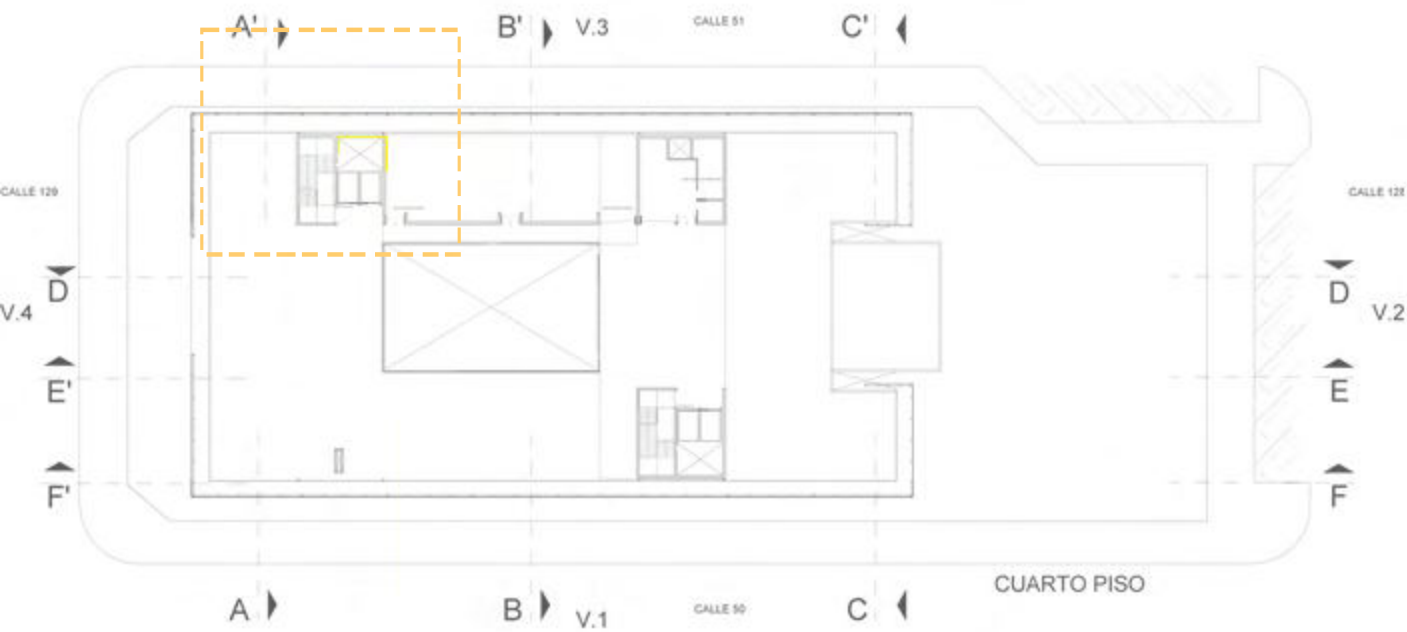 A'
B'
V.3
CALLE 51
C'
CALLE 129
CALLE 128
D
D
V.4
V.2
E'
E
F'
F
CUARTO PISO
A
B
V.1
CALLE 50
C